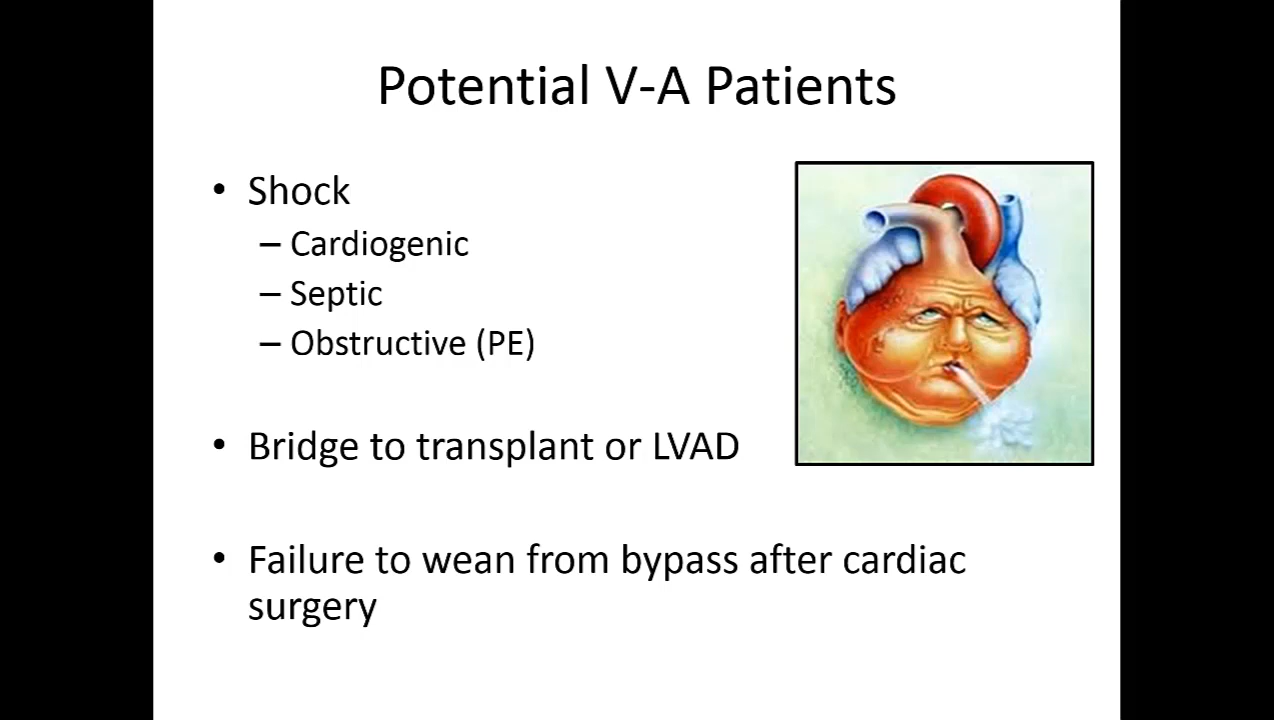 Potential V-A Patients
• Shock
– Cardiogenic
– Septic
– Obstructive (PE)
• Bridge to transplant or LVAD
• Failure to wean from bypass after cardiac
surgery